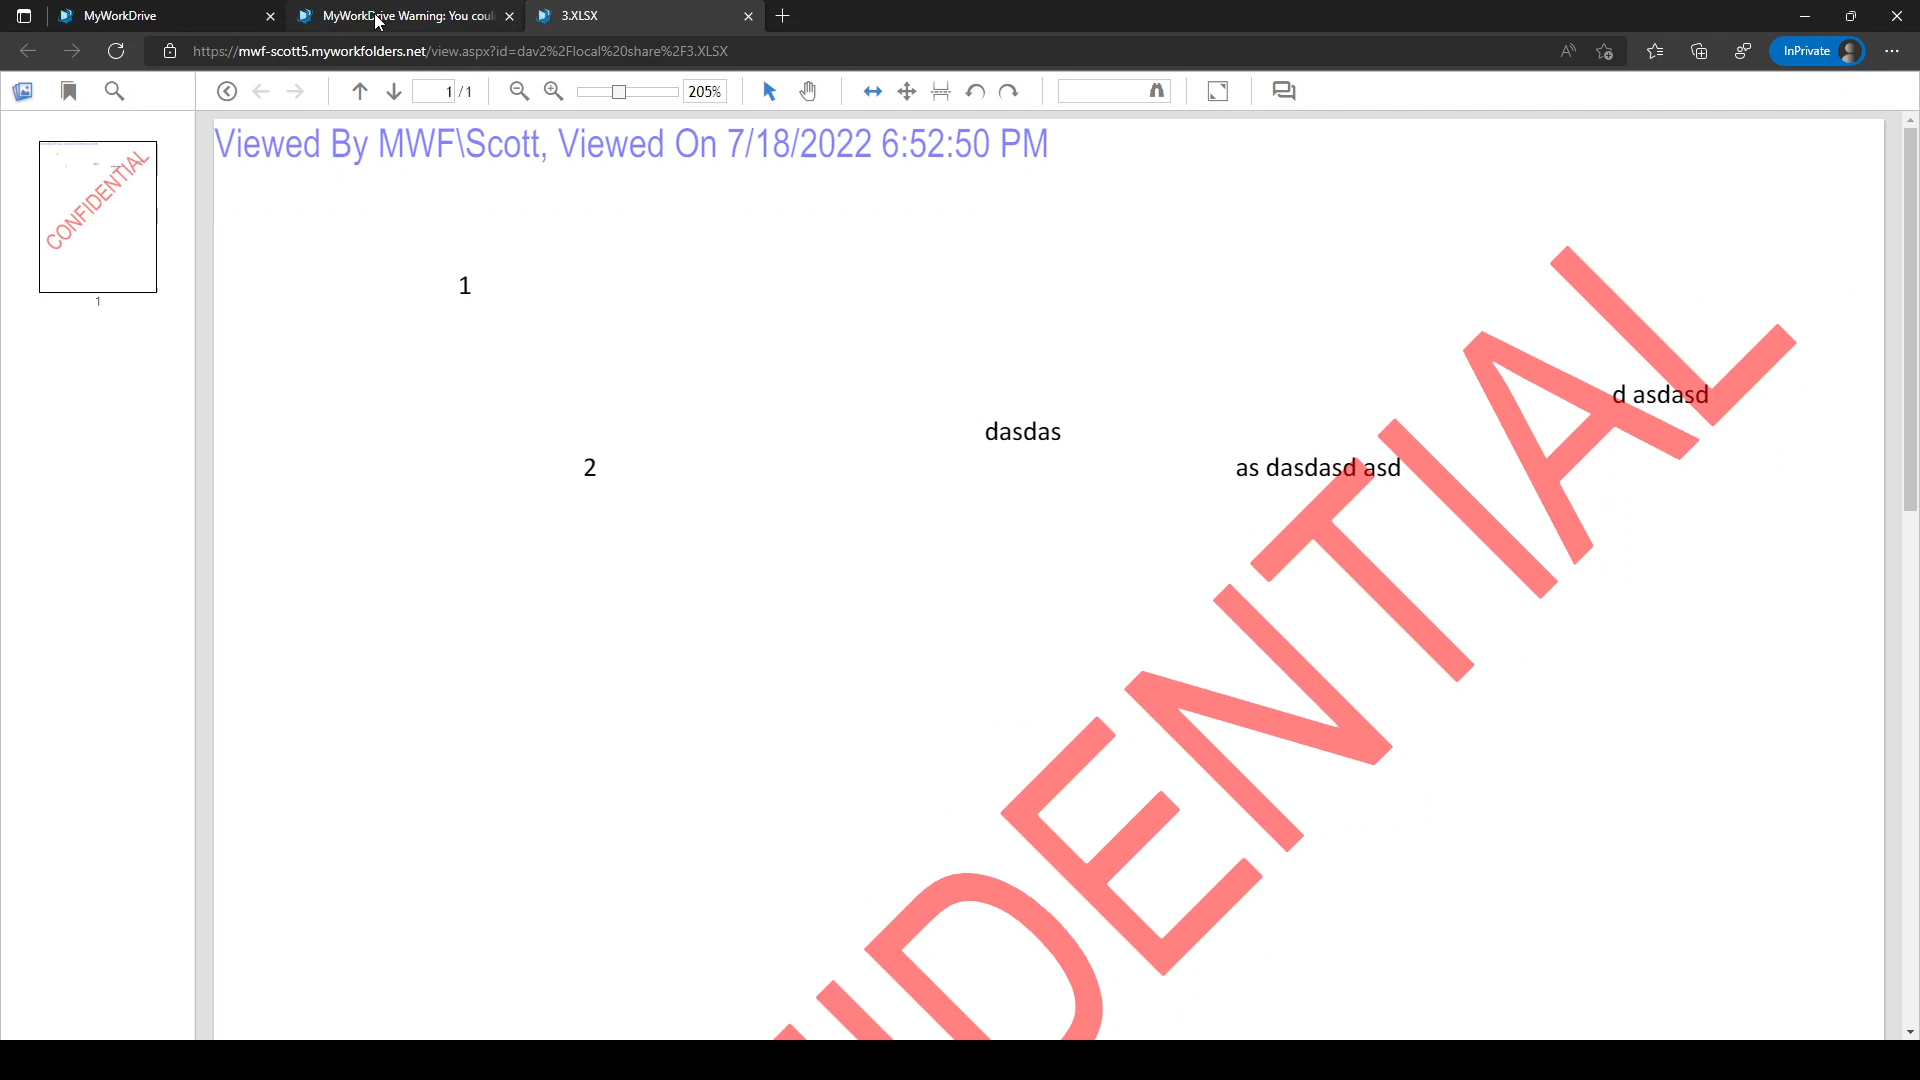 MyWorkDrive
MyWorkDrive Warning: You coul
3.XLSX
https://mwf-scott5.myworkfolders.net/view.aspx?id=dav2%2Flocal%20share%2F3.XLSX
InPrivate
1 / 1
205%
Viewed By MWF\Scott, Viewed On 7/18/2022 6:52:50 PM
CONFIDENTIAL
1
1
d asdasd
dasdas
2
as dasdasd asd
IDENTIAL